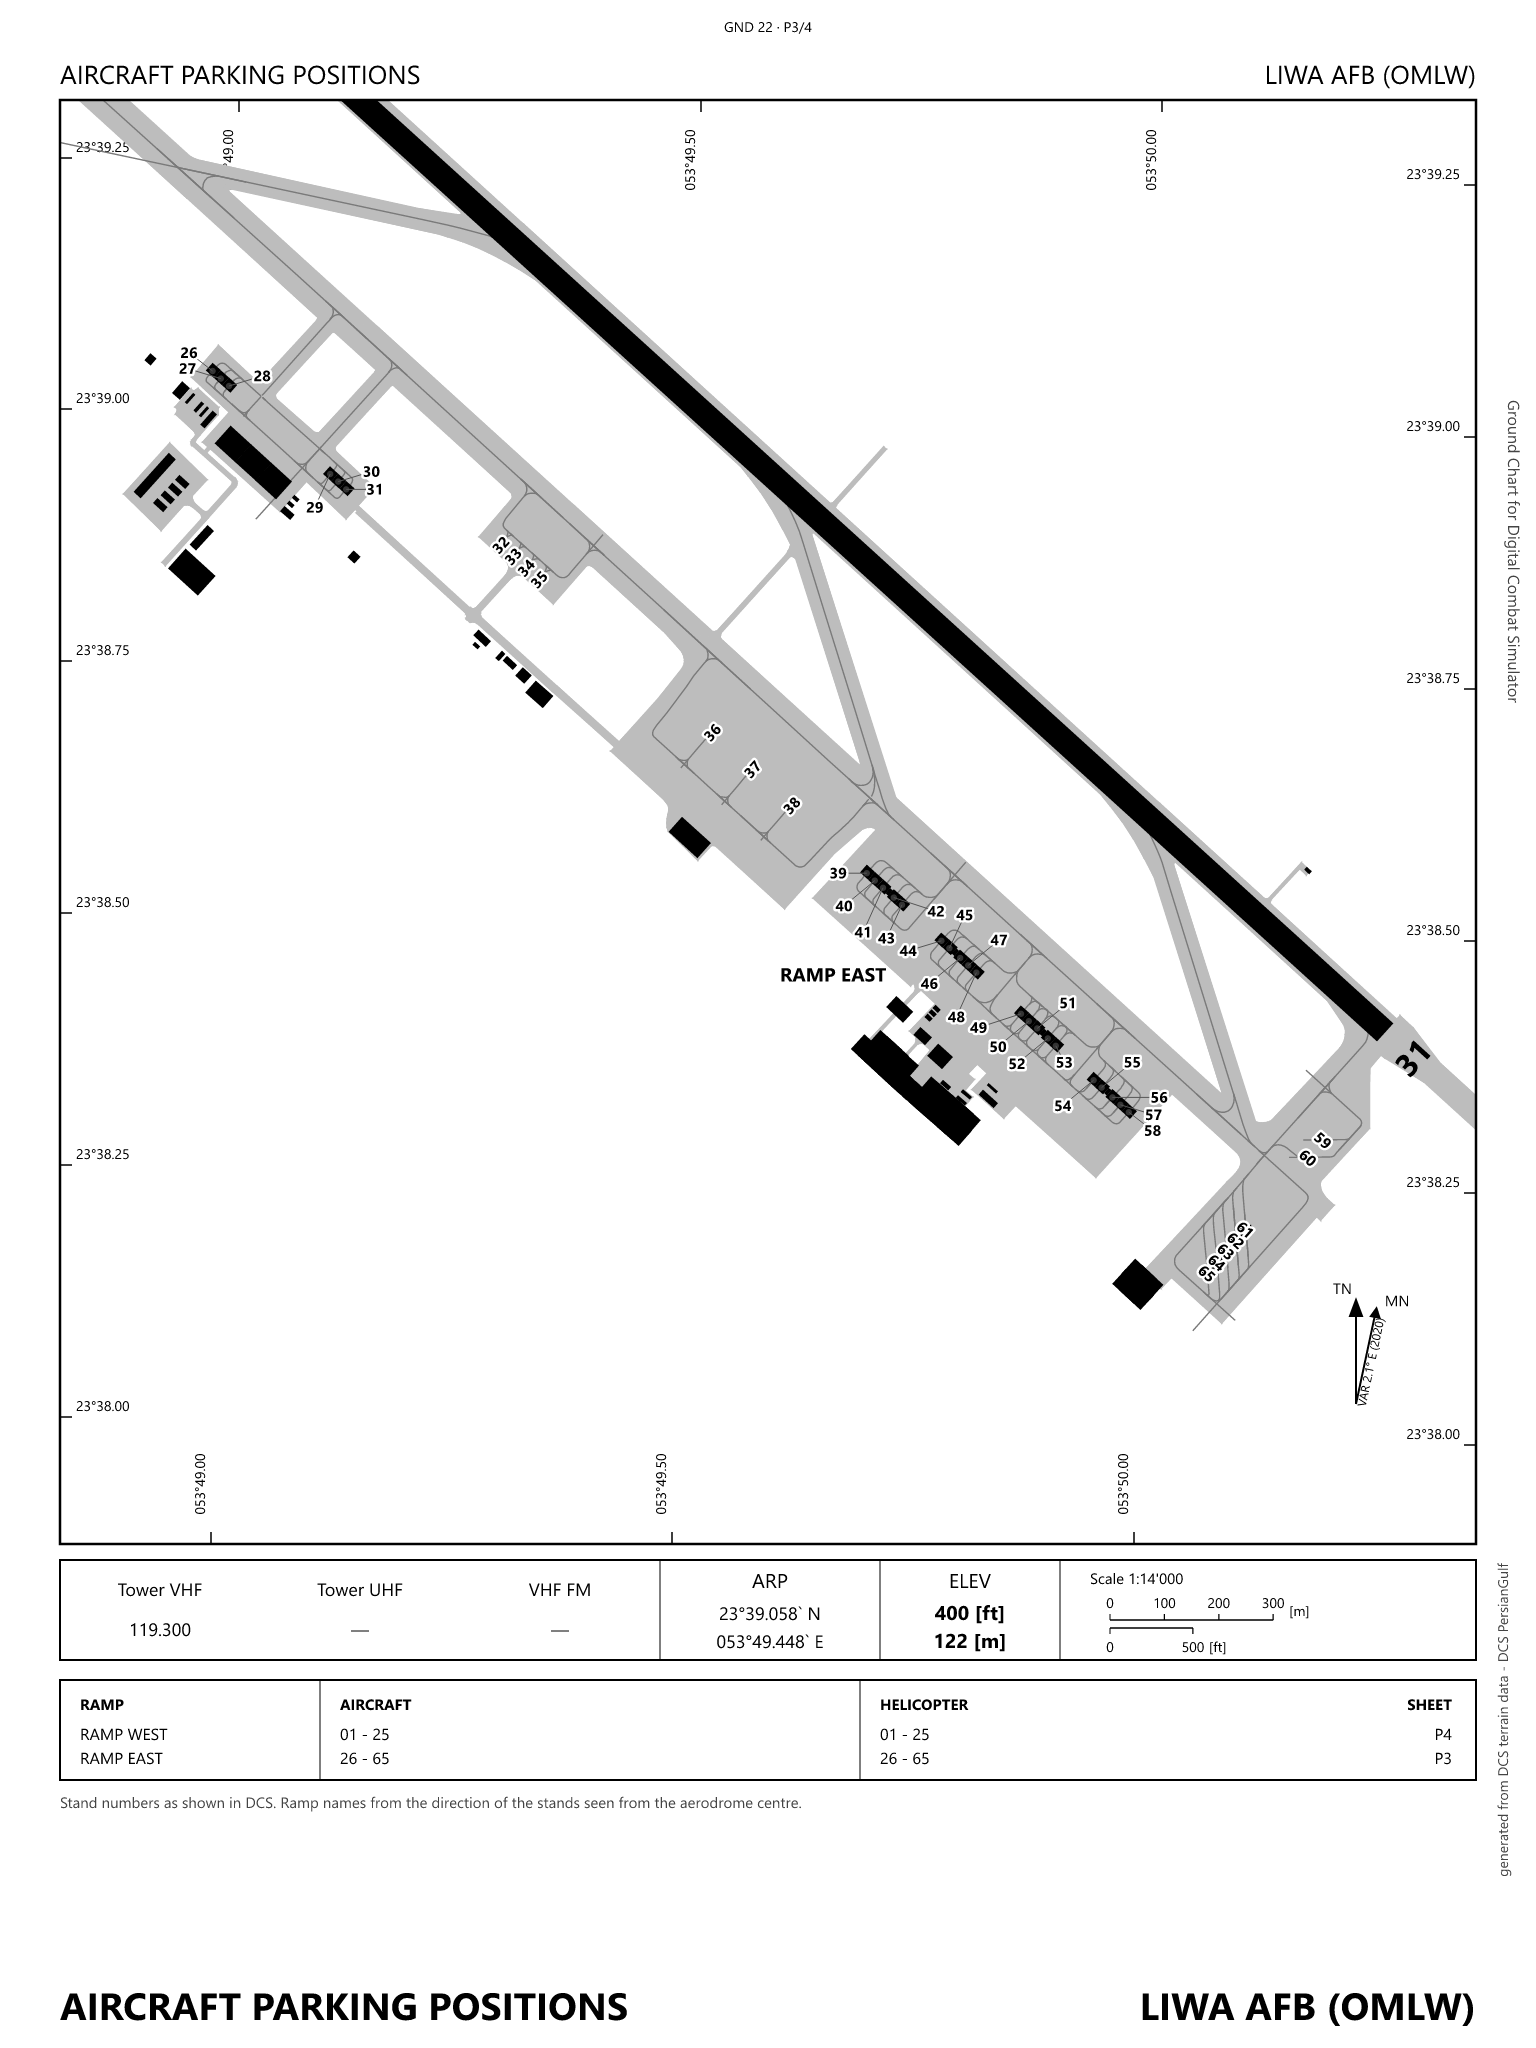 GND 22 · P3/4
AIRCRAFT PARKING POSITIONS
LIWA AFB (OMLW)
23°39.25
°49.00
053°49.50
053°50.00
23°39.25
26
27
28
23°39.00
23°39.00
30
31
29
32
33
34
35
23°38.75
23°38.75
36
37
38
39
40
41
42
43
44
45
46
47
48
49
50
51
52
53
54
55
56
57
58
23°38.50
23°38.50
RAMP EAST
31
59
60
23°38.25
23°38.25
61
62
63
64
65
TN
MN
VAR 2.1° E (2020)
23°38.00
23°38.00
053°49.00
053°49.50
053°50.00
Ground Chart for Digital Combat Simulator
Tower VHF
119.300
Tower UHF
—
VHF FM
—
ARP
23°39.058` N
053°49.448` E
ELEV
400 [ft]
122 [m]
Scale 1:14'000
0 100 200 300 [m]
0 500 [ft]
RAMP AIRCRAFT HELICOPTER SHEET
RAMP WEST 01 - 25 01 - 25 P4
RAMP EAST 26 - 65 26 - 65 P3
Stand numbers as shown in DCS. Ramp names from the direction of the stands seen from the aerodrome centre.
generated from DCS terrain data - DCS PersianGulf
AIRCRAFT PARKING POSITIONS
LIWA AFB (OMLW)